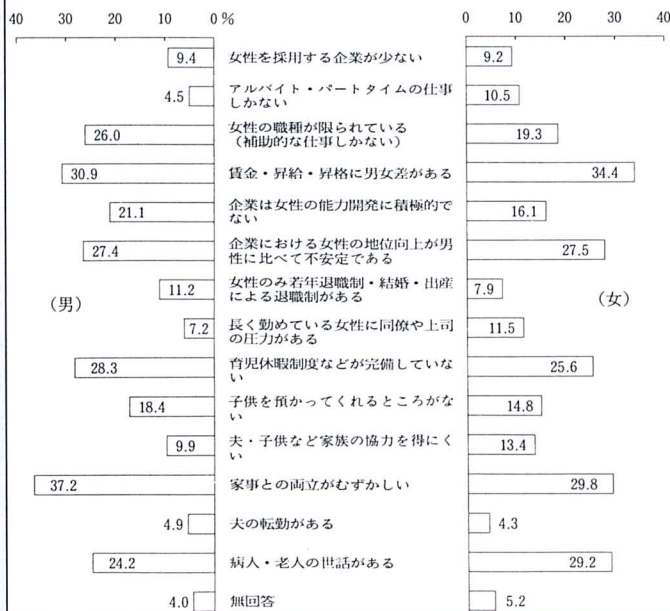 40 30 20 10 0 % 0 10 20 30 40
9.4 女性を採用する企業が少ない 9.2
4.5 アルバイト・パートタイムの仕事 10.5
しかない
26.0 女性の職種が限られている 19.3
(補助的な仕事しかない)
30.9 賃金・昇給・昇格に男女差がある 34.4
21.1 企業は女性の能力開発に積極的で 16.1
ない
27.4 企業における女性の地位向上が男 27.5
性に比べて不安定である
11.2 女性のみ若年退職制・結婚・出産 7.9
による退職制がある
(男) (女)
7.2 長く勤めている女性に同僚や上司 11.5
の圧力がある
28.3 育児休暇制度などが完備していな 25.6
い
18.4 子供を預かってくれるところがな 14.8
い
9.9 夫・子供など家族の協力を得にく 13.4
い
37.2 家事との両立がむずかしい 29.8
4.9 夫の転勤がある 4.3
24.2 病人・老人の世話がある 29.2
4.0 無回答 5.2